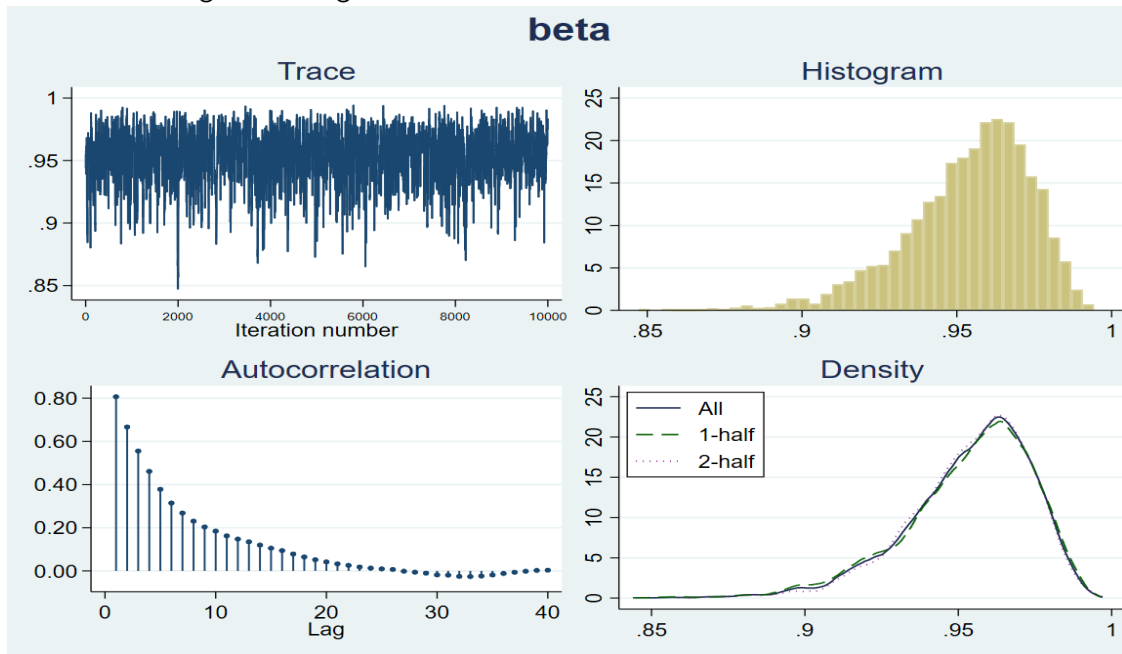 beta
Trace
1
.95
.9
.85
0 2000 4000 6000 8000 10000
Iteration number
Histogram
25
20
15
10
5
0
.85 .9 .95 1
Autocorrelation
0.80
0.60
0.40
0.20
0.00
0 10 20 30 40
Lag
Density
25
20
15
10
5
0
All
1-half
2-half
.85 .9 .95 1